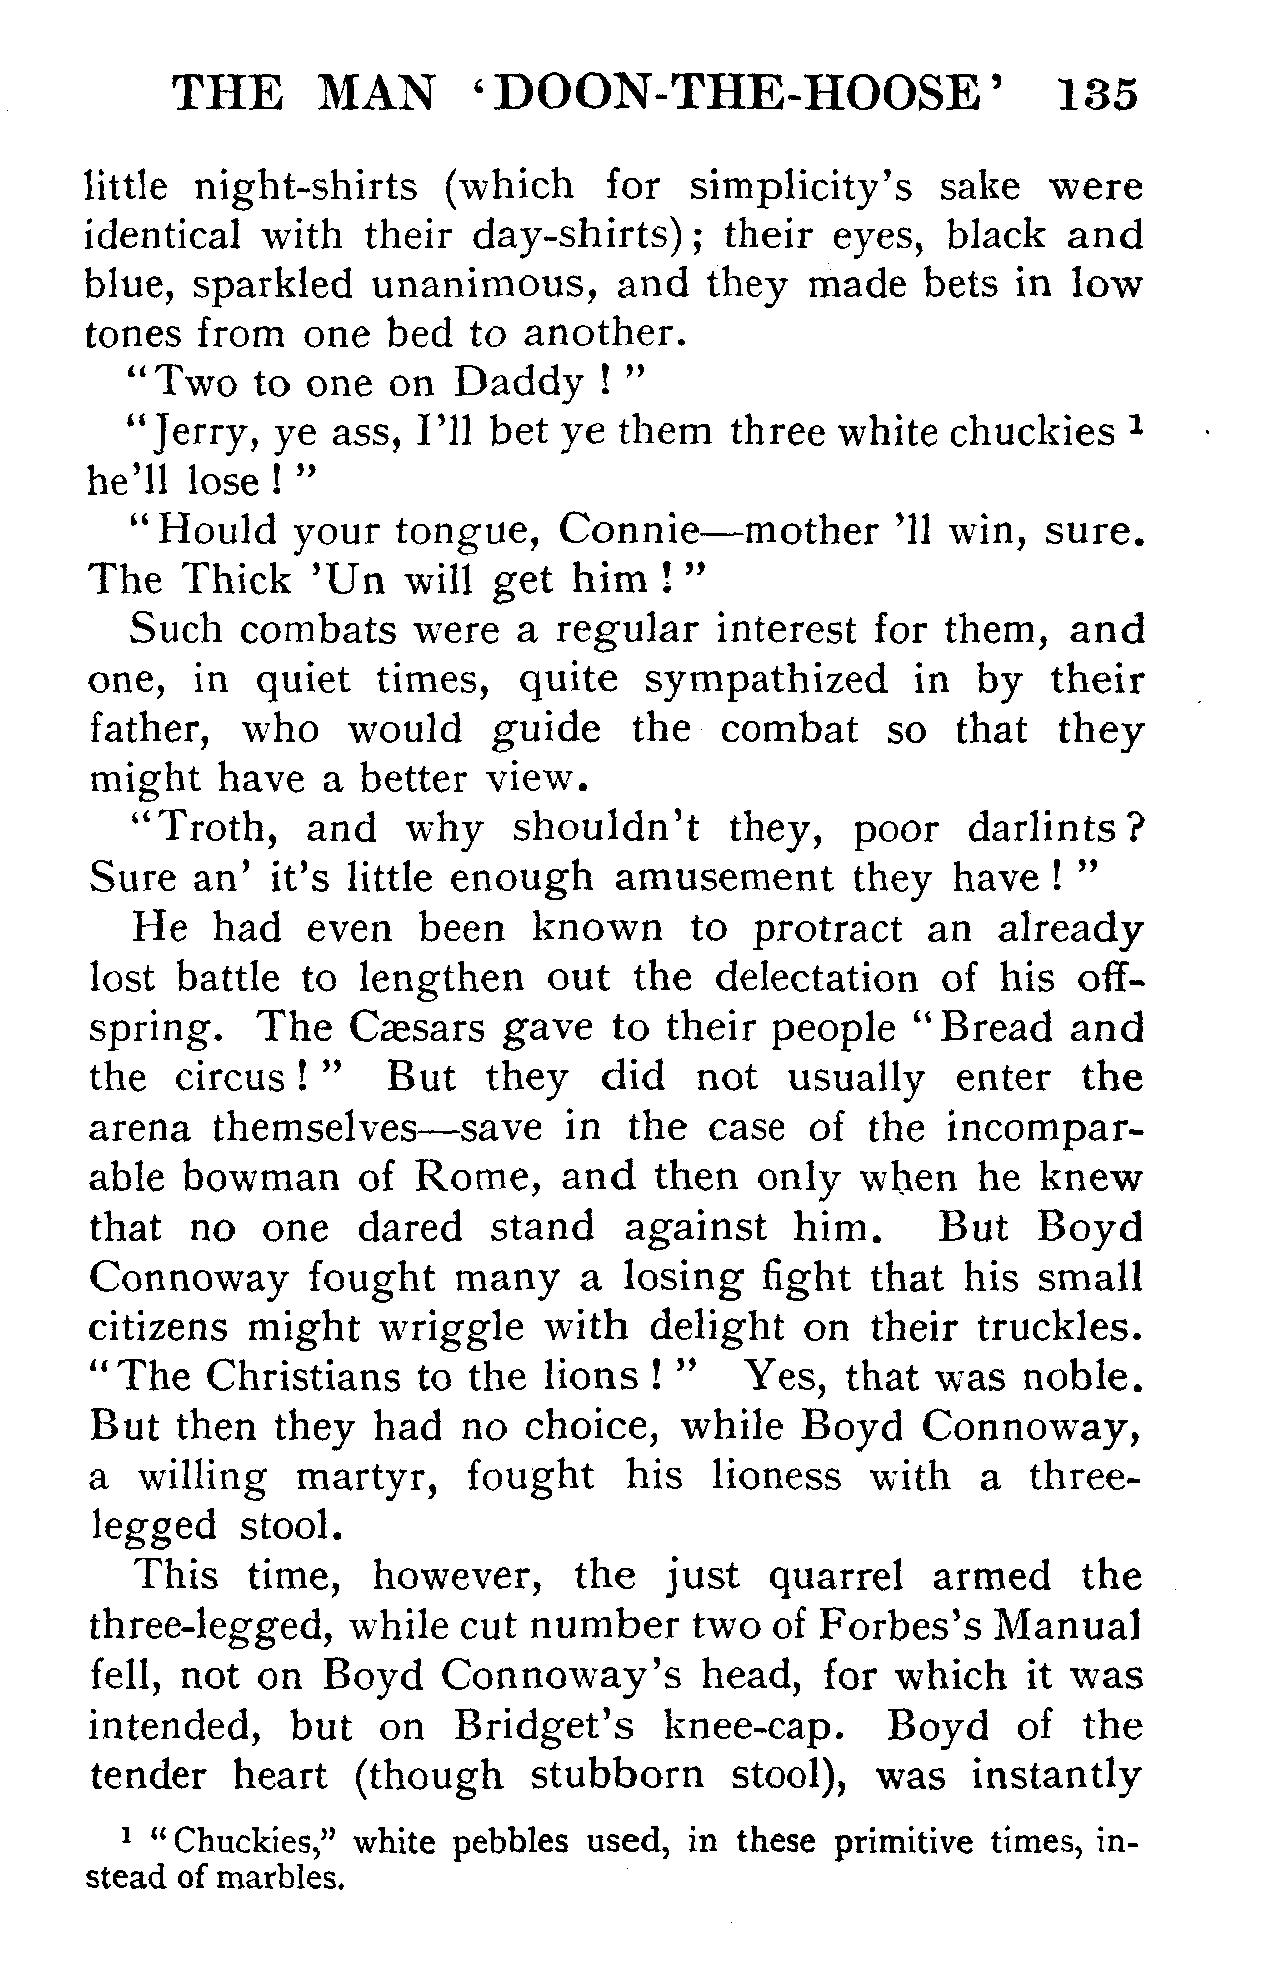 THE MAN ‘DOON-THE-HOOSE’ 135
little night-shirts (which for simplicity’s sake were
identical with their day-shirts); their eyes, black and
blue, sparkled unanimous, and they made bets in low
tones from one bed to another.
“Two to one on Daddy ! ”
“Jerry, ye ass, I’ll bet ye them three white chuckies ¹
he’ll lose ! ”
“Hould your tongue, Connie—mother ’ll win, sure.
The Thick ’Un will get him ! ”
Such combats were a regular interest for them, and
one, in quiet times, quite sympathized in by their
father, who would guide the combat so that they
might have a better view.
“Troth, and why shouldn’t they, poor darlints ?
Sure an’ it’s little enough amusement they have ! ”
He had even been known to protract an already
lost battle to lengthen out the delectation of his off-
spring. The Cæsars gave to their people “Bread and
the circus ! ” But they did not usually enter the
arena themselves—save in the case of the incompar-
able bowman of Rome, and then only when he knew
that no one dared stand against him. But Boyd
Connoway fought many a losing fight that his small
citizens might wriggle with delight on their truckles.
“The Christians to the lions ! ” Yes, that was noble.
But then they had no choice, while Boyd Connoway,
a willing martyr, fought his lioness with a three-
legged stool.
This time, however, the just quarrel armed the
three-legged, while cut number two of Forbes’s Manual
fell, not on Boyd Connoway’s head, for which it was
intended, but on Bridget’s knee-cap. Boyd of the
tender heart (though stubborn stool), was instantly
¹ “Chuckies,” white pebbles used, in these primitive times, in-
stead of marbles.